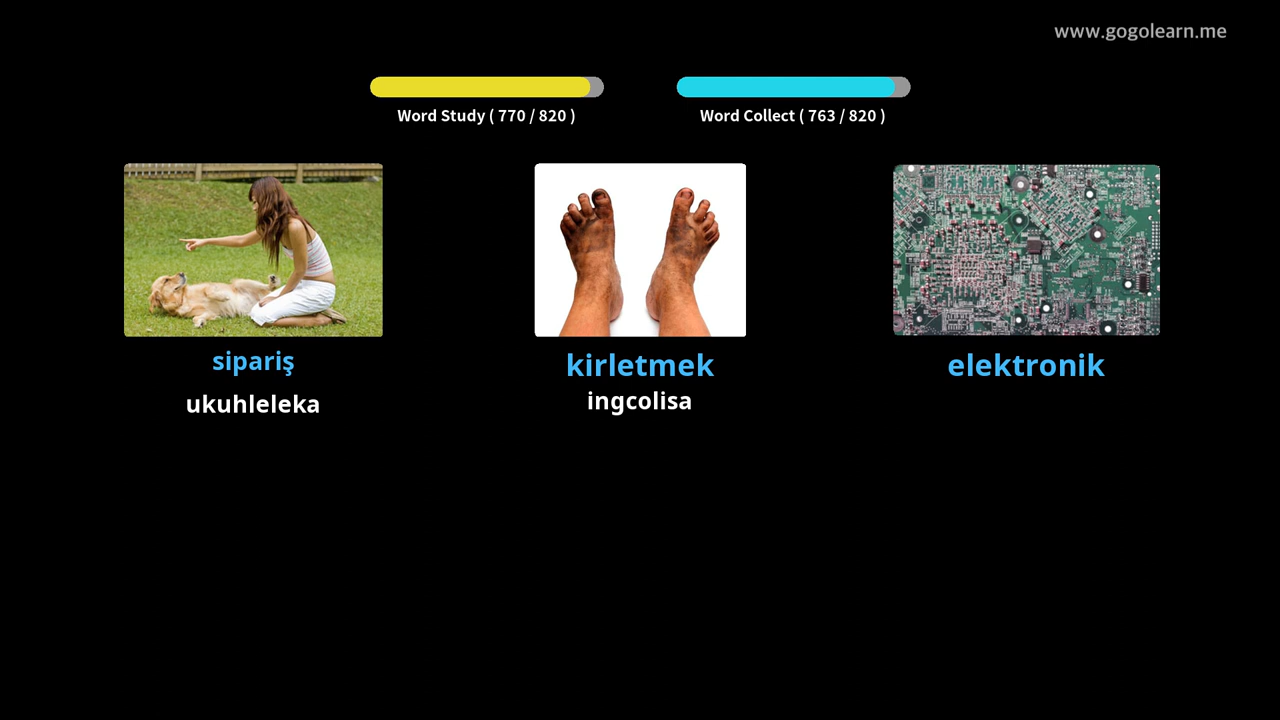 www.gogolearn.me
Word Study ( 770 / 820 )
Word Collect ( 763 / 820 )
sipariş
kirletmek
elektronik
ukuhleleka
ingcolisa